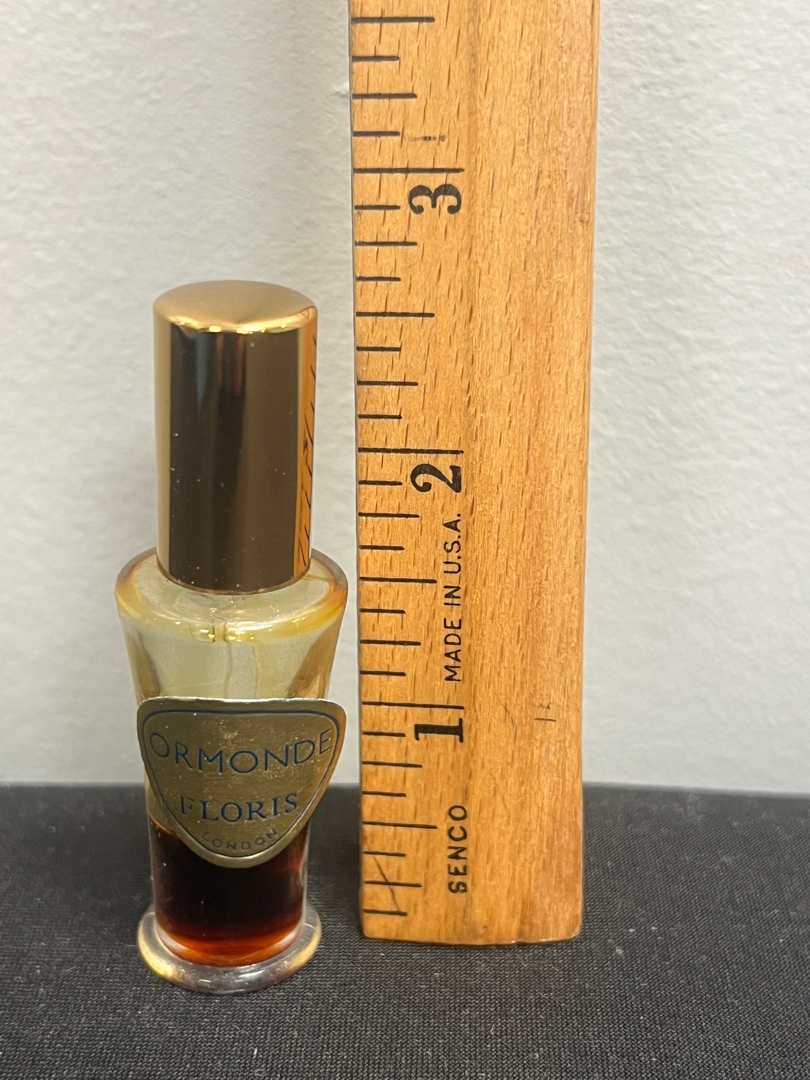 ORMONDE
FLORIS
LONDON
3
2
MADE IN U.S.A.
1
SENCO